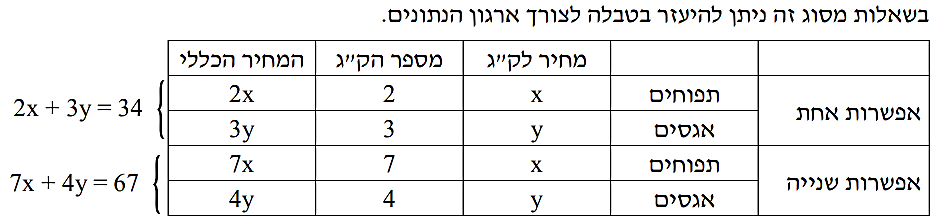 בשאלות מסוג זה ניתן להיעזר בטבלה לצורך ארגון הנתונים.
מחיר לק״ג מספר הק״ג המחיר הכללי
אפשרות אחת תפוחים x 2 2x
אגסים y 3 3y
2x + 3y = 34
אפשרות שנייה תפוחים x 7 7x
אגסים y 4 4y
7x + 4y = 67